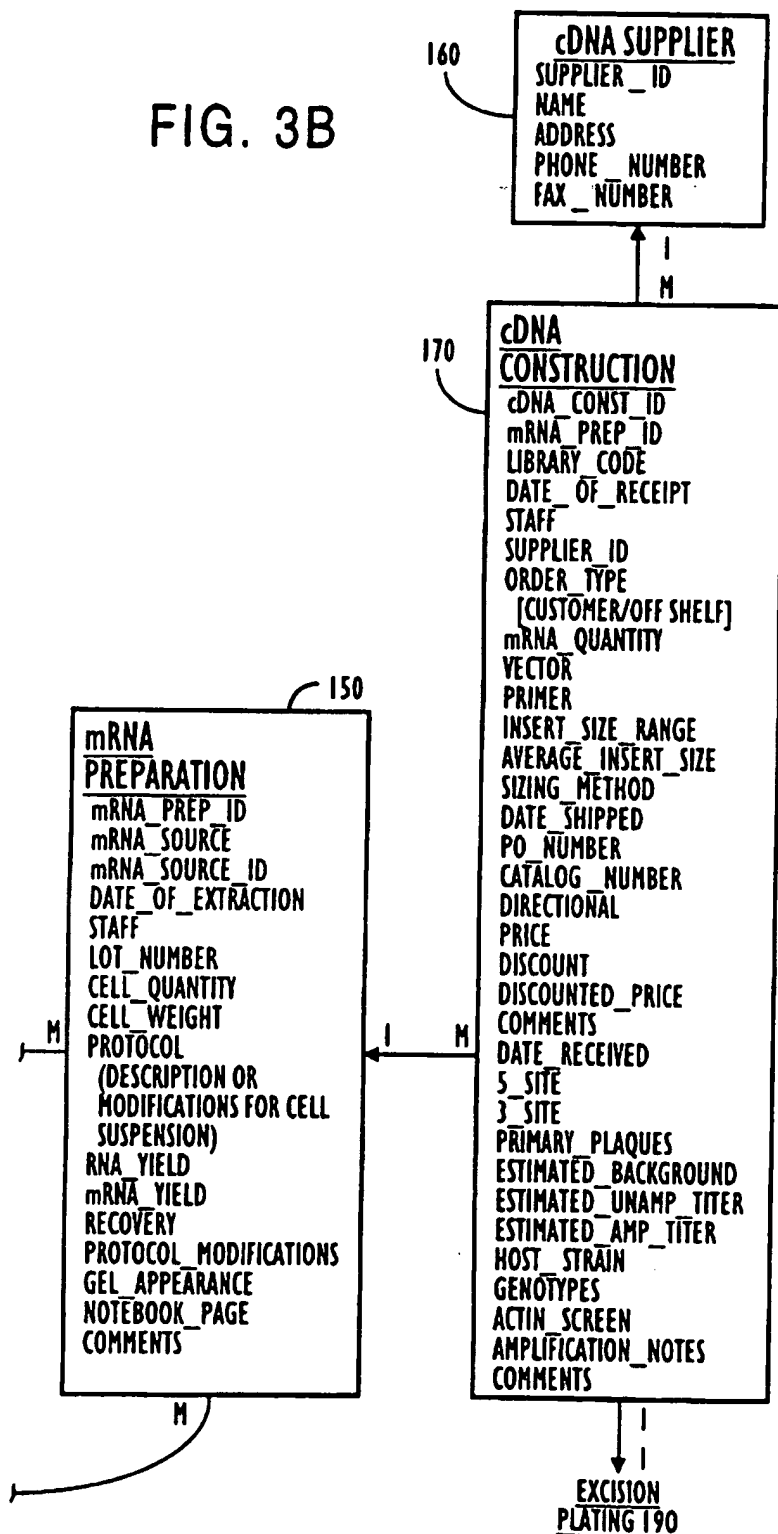 FIG. 3B
160
cDNA SUPPLIER
SUPPLIER_ID
NAME
ADDRESS
PHONE_NUMBER
FAX_NUMBER
1
M
170
cDNA
CONSTRUCTION
cDNA_CONST_ID
mRNA_PREP_ID
LIBRARY_CODE
DATE_OF_RECEIPT
STAFF
SUPPLIER_ID
ORDER_TYPE
[CUSTOMER/OFF SHELF]
mRNA_QUANTITY
VECTOR
PRIMER
INSERT_SIZE_RANGE
AVERAGE_INSERT_SIZE
SIZING_METHOD
DATE_SHIPPED
PO_NUMBER
CATALOG_NUMBER
DIRECTIONAL
PRICE
DISCOUNT
DISCOUNTED_PRICE
COMMENTS
DATE_RECEIVED
5_SITE
3_SITE
PRIMARY_PLAQUES
ESTIMATED_BACKGROUND
ESTIMATED_UNAMP_TITER
ESTIMATED_AMP_TITER
HOST_STRAIN
GENOTYPES
ACTIN_SCREEN
AMPLIFICATION_NOTES
COMMENTS
150
mRNA
PREPARATION
mRNA_PREP_ID
mRNA_SOURCE
mRNA_SOURCE_ID
DATE_OF_EXTRACTION
STAFF
LOT_NUMBER
CELL_QUANTITY
CELL_WEIGHT
PROTOCOL
(DESCRIPTION OR
MODIFICATIONS FOR CELL
SUSPENSION)
RNA_YIELD
mRNA_YIELD
RECOVERY
PROTOCOL_MODIFICATIONS
GEL_APPEARANCE
NOTEBOOK_PAGE
COMMENTS
M
1 M
M
1
1
EXCISION
PLATING 190